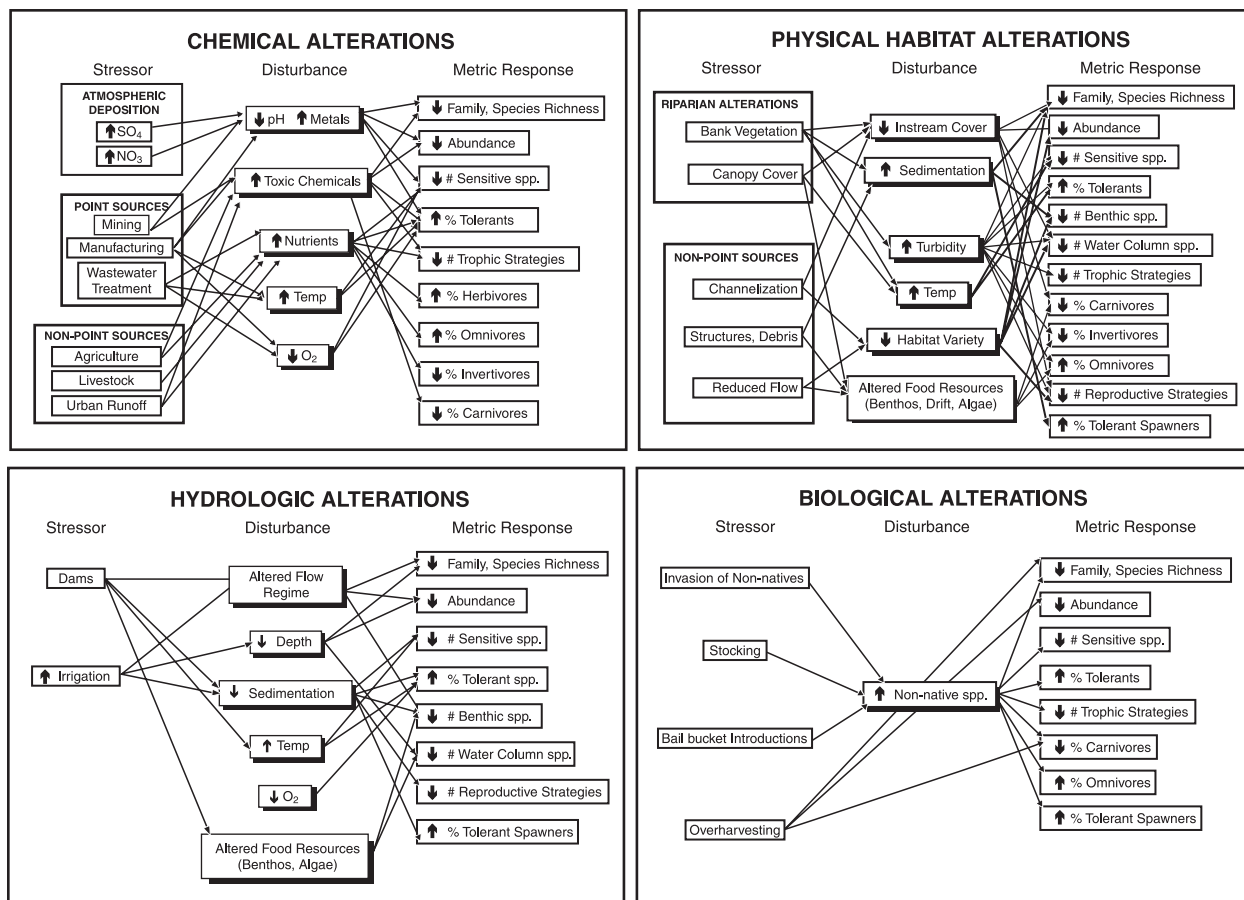 CHEMICAL ALTERATIONS
Stressor
Disturbance
Metric Response
ATMOSPHERIC
DEPOSITION
↑ SO4
↑ NO3
POINT SOURCES
Mining
Manufacturing
Wastewater
Treatment
NON-POINT SOURCES
Agriculture
Livestock
Urban Runoff
↓ pH ↑ Metals
↑ Toxic Chemicals
↑ Nutrients
↑ Temp
↓ O2
↓ Family, Species Richness
↓ Abundance
↓ # Sensitive spp.
↑ % Tolerants
↓ # Trophic Strategies
↑ % Herbivores
↑ % Omnivores
↓ % Invertivores
↓ % Carnivores
PHYSICAL HABITAT ALTERATIONS
Stressor
Disturbance
Metric Response
RIPARIAN ALTERATIONS
Bank Vegetation
Canopy Cover
NON-POINT SOURCES
Channelization
Structures, Debris
Reduced Flow
↓ Instream Cover
↑ Sedimentation
↑ Turbidity
↑ Temp
↓ Habitat Variety
Altered Food Resources
(Benthos, Drift, Algae)
↓ Family, Species Richness
↓ Abundance
↓ # Sensitive spp.
↑ % Tolerants
↓ # Benthic spp.
↓ # Water Column spp.
↓ # Trophic Strategies
↓ % Carnivores
↓ % Invertivores
↑ % Omnivores
↓ # Reproductive Strategies
↑ % Tolerant Spawners
HYDROLOGIC ALTERATIONS
Stressor
Disturbance
Metric Response
Dams
↑ Irrigation
Altered Flow
Regime
↓ Depth
↓ Sedimentation
↑ Temp
↓ O2
Altered Food Resources
(Benthos, Algae)
↓ Family, Species Richness
↓ Abundance
↓ # Sensitive spp.
↑ % Tolerant spp.
↓ # Benthic spp.
↓ # Water Column spp.
↓ # Reproductive Strategies
↑ % Tolerant Spawners
BIOLOGICAL ALTERATIONS
Stressor
Disturbance
Metric Response
Invasion of Non-natives
Stocking
Bail bucket Introductions
Overharvesting
↑ Non-native spp.
↓ Family, Species Richness
↓ Abundance
↓ # Sensitive spp.
↑ % Tolerants
↓ # Trophic Strategies
↓ % Carnivores
↑ % Omnivores
↑ % Tolerant Spawners